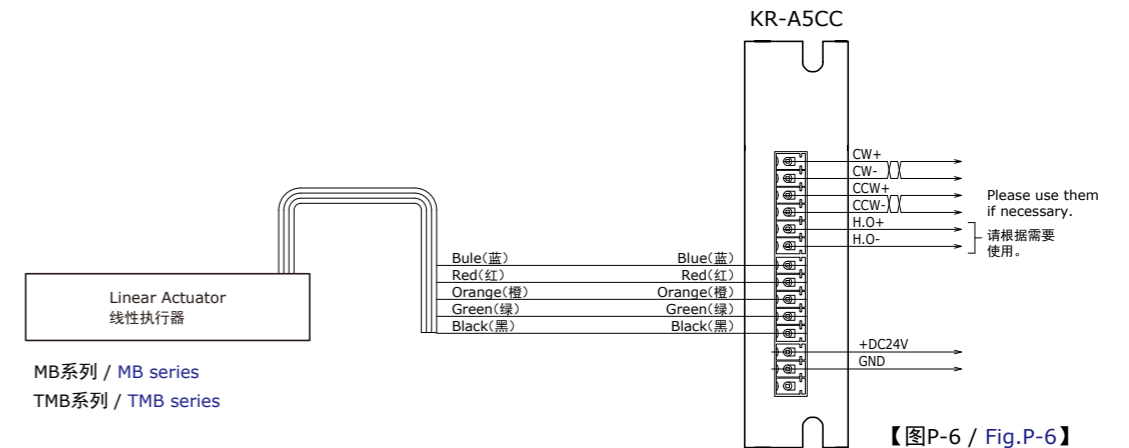 KR-A5CC
CW+
CW-
CCW+
CCW-
H.O+
H.O-
Please use them
if necessary.
请根据需要
使用。
Bule(蓝)
Blue(蓝)
Red(红)
Red(红)
Orange(橙)
Orange(橙)
Green(绿)
Green(绿)
Black(黑)
Black(黑)
Linear Actuator
线性执行器
+DC24V
GND
MB系列 / MB series
TMB系列 / TMB series
【图P-6 / Fig.P-6】